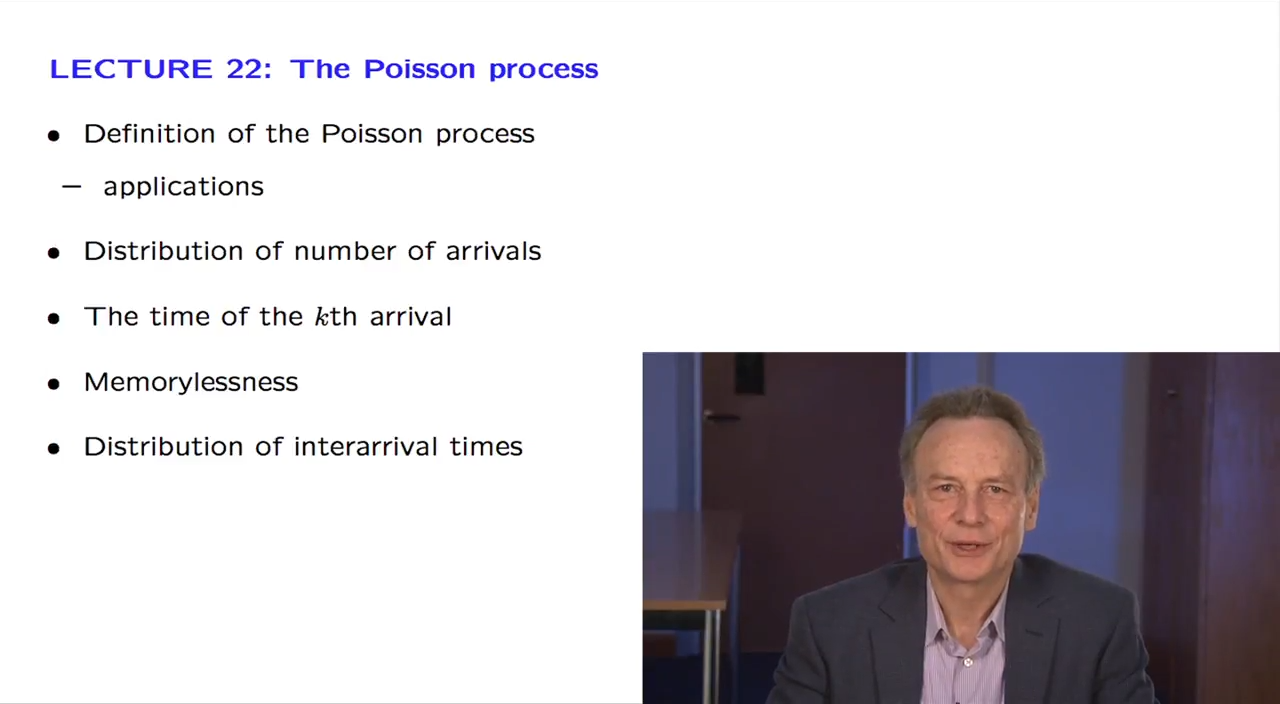 LECTURE 22: The Poisson process
• Definition of the Poisson process
– applications
• Distribution of number of arrivals
• The time of the kth arrival
• Memorylessness
• Distribution of interarrival times